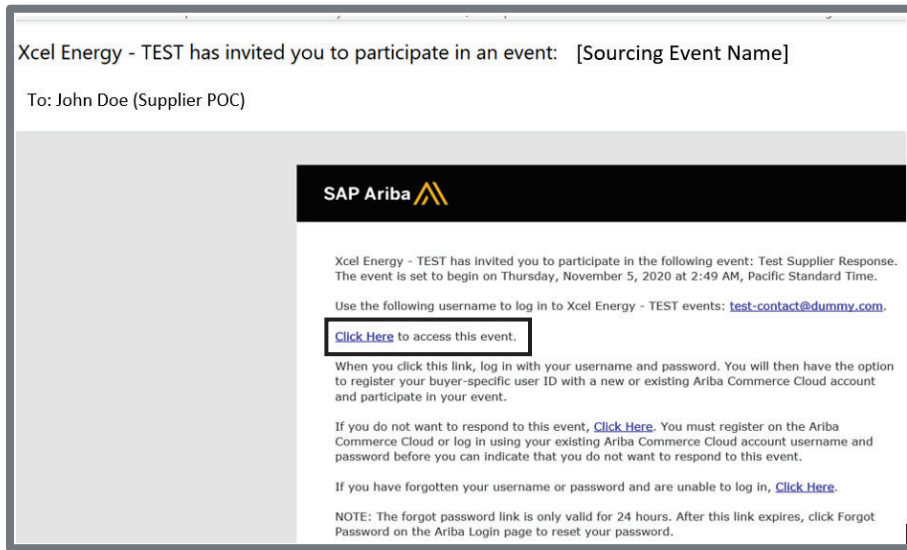 Xcel Energy - TEST has invited you to participate in an event: [Sourcing Event Name]
To: John Doe (Supplier POC)
SAP Ariba
Xcel Energy - TEST has invited you to participate in the following event: Test Supplier Response.
The event is set to begin on Thursday, November 5, 2020 at 2:49 AM, Pacific Standard Time.
Use the following username to log in to Xcel Energy - TEST events: test-contact@dummy.com.
Click Here to access this event.
When you click this link, log in with your username and password. You will then have the option
to register your buyer-specific user ID with a new or existing Ariba Commerce Cloud account
and participate in your event.
If you do not want to respond to this event, Click Here. You must register on the Ariba
Commerce Cloud or log in using your existing Ariba Commerce Cloud account username and
password before you can indicate that you do not want to respond to this event.
If you have forgotten your username or password and are unable to log in, Click Here.
NOTE: The forgot password link is only valid for 24 hours. After this link expires, click Forgot
Password on the Ariba Login page to reset your password.